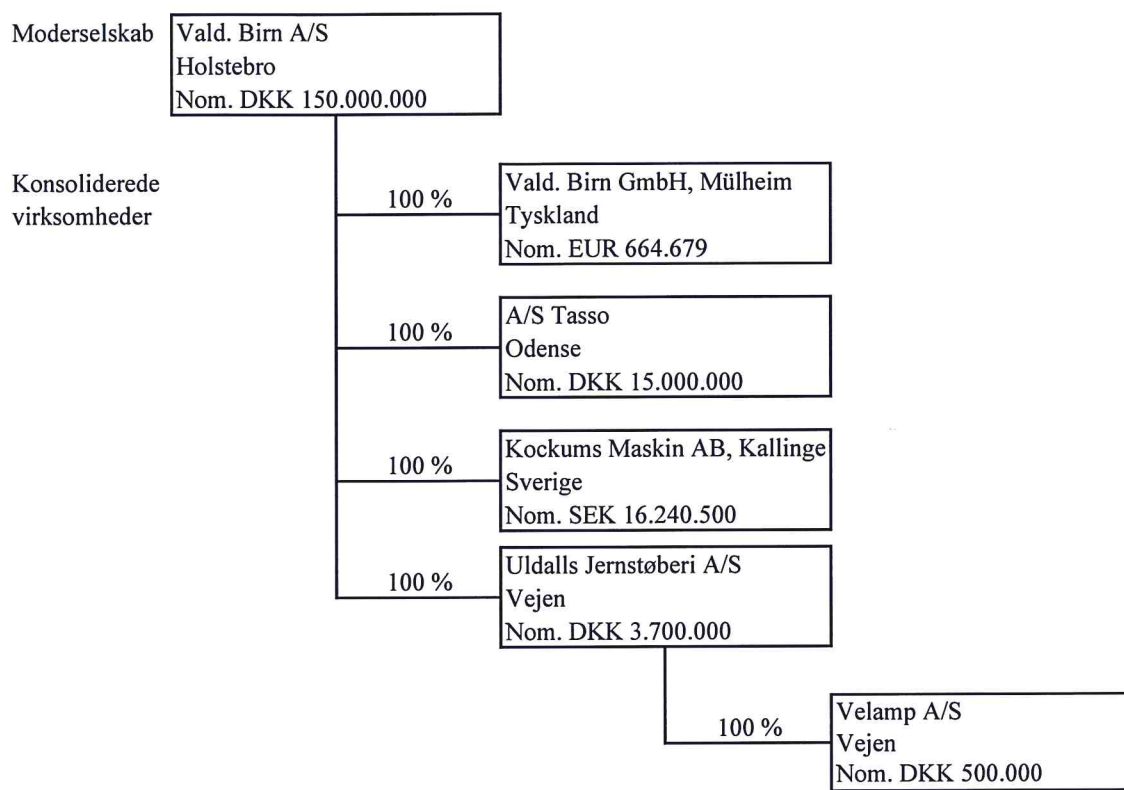 Moderselskab
Vald. Birn A/S
Holstebro
Nom. DKK 150.000.000
Konsoliderede
virksomheder
100 %
Vald. Birn GmbH, Mülheim
Tyskland
Nom. EUR 664.679
100 %
A/S Tasso
Odense
Nom. DKK 15.000.000
100 %
Kockums Maskin AB, Kallinge
Sverige
Nom. SEK 16.240.500
100 %
Uldalls Jernstøberi A/S
Vejen
Nom. DKK 3.700.000
100 %
Velamp A/S
Vejen
Nom. DKK 500.000